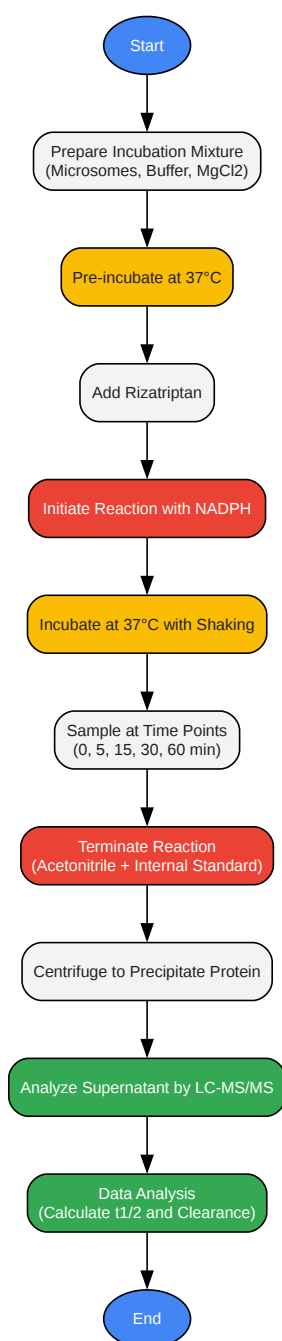 Start
Prepare Incubation Mixture
(Microsomes, Buffer, MgCl2)
Pre-incubate at 37°C
Add Rizatriptan
Initiate Reaction with NADPH
Incubate at 37°C with Shaking
Sample at Time Points
(0, 5, 15, 30, 60 min)
Terminate Reaction
(Acetonitrile + Internal Standard)
Centrifuge to Precipitate Protein
Analyze Supernatant by LC-MS/MS
Data Analysis
(Calculate t1/2 and Clearance)
End